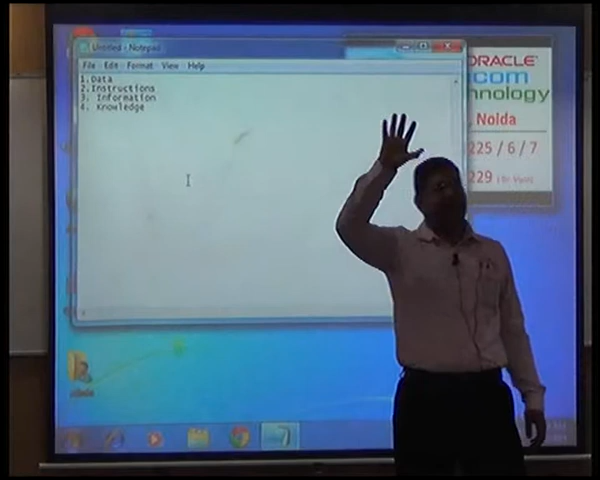 Untitled - Notepad
File Edit Format View Help
1.Data
2.Instructions
3. Information
4. Knowledge
ORACLE
com
hnology
Noida
225 / 6 / 7
229